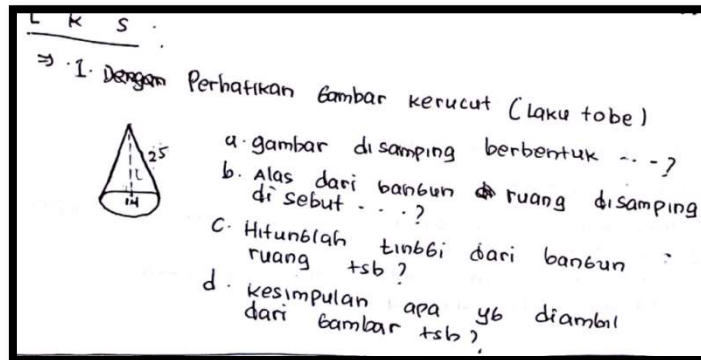 L K S .
⇒ 1. Dengan Perhatikan Gambar Kerucut (Laku tobe)
25
t
14
a. gambar disamping berbentuk ...?
b. Alas dari bangun ruang disamping
di sebut ...?
c. Hitunglah tinggi dari bangun
ruang tsb?
d. kesimpulan apa yg diambil
dari Gambar tsb?